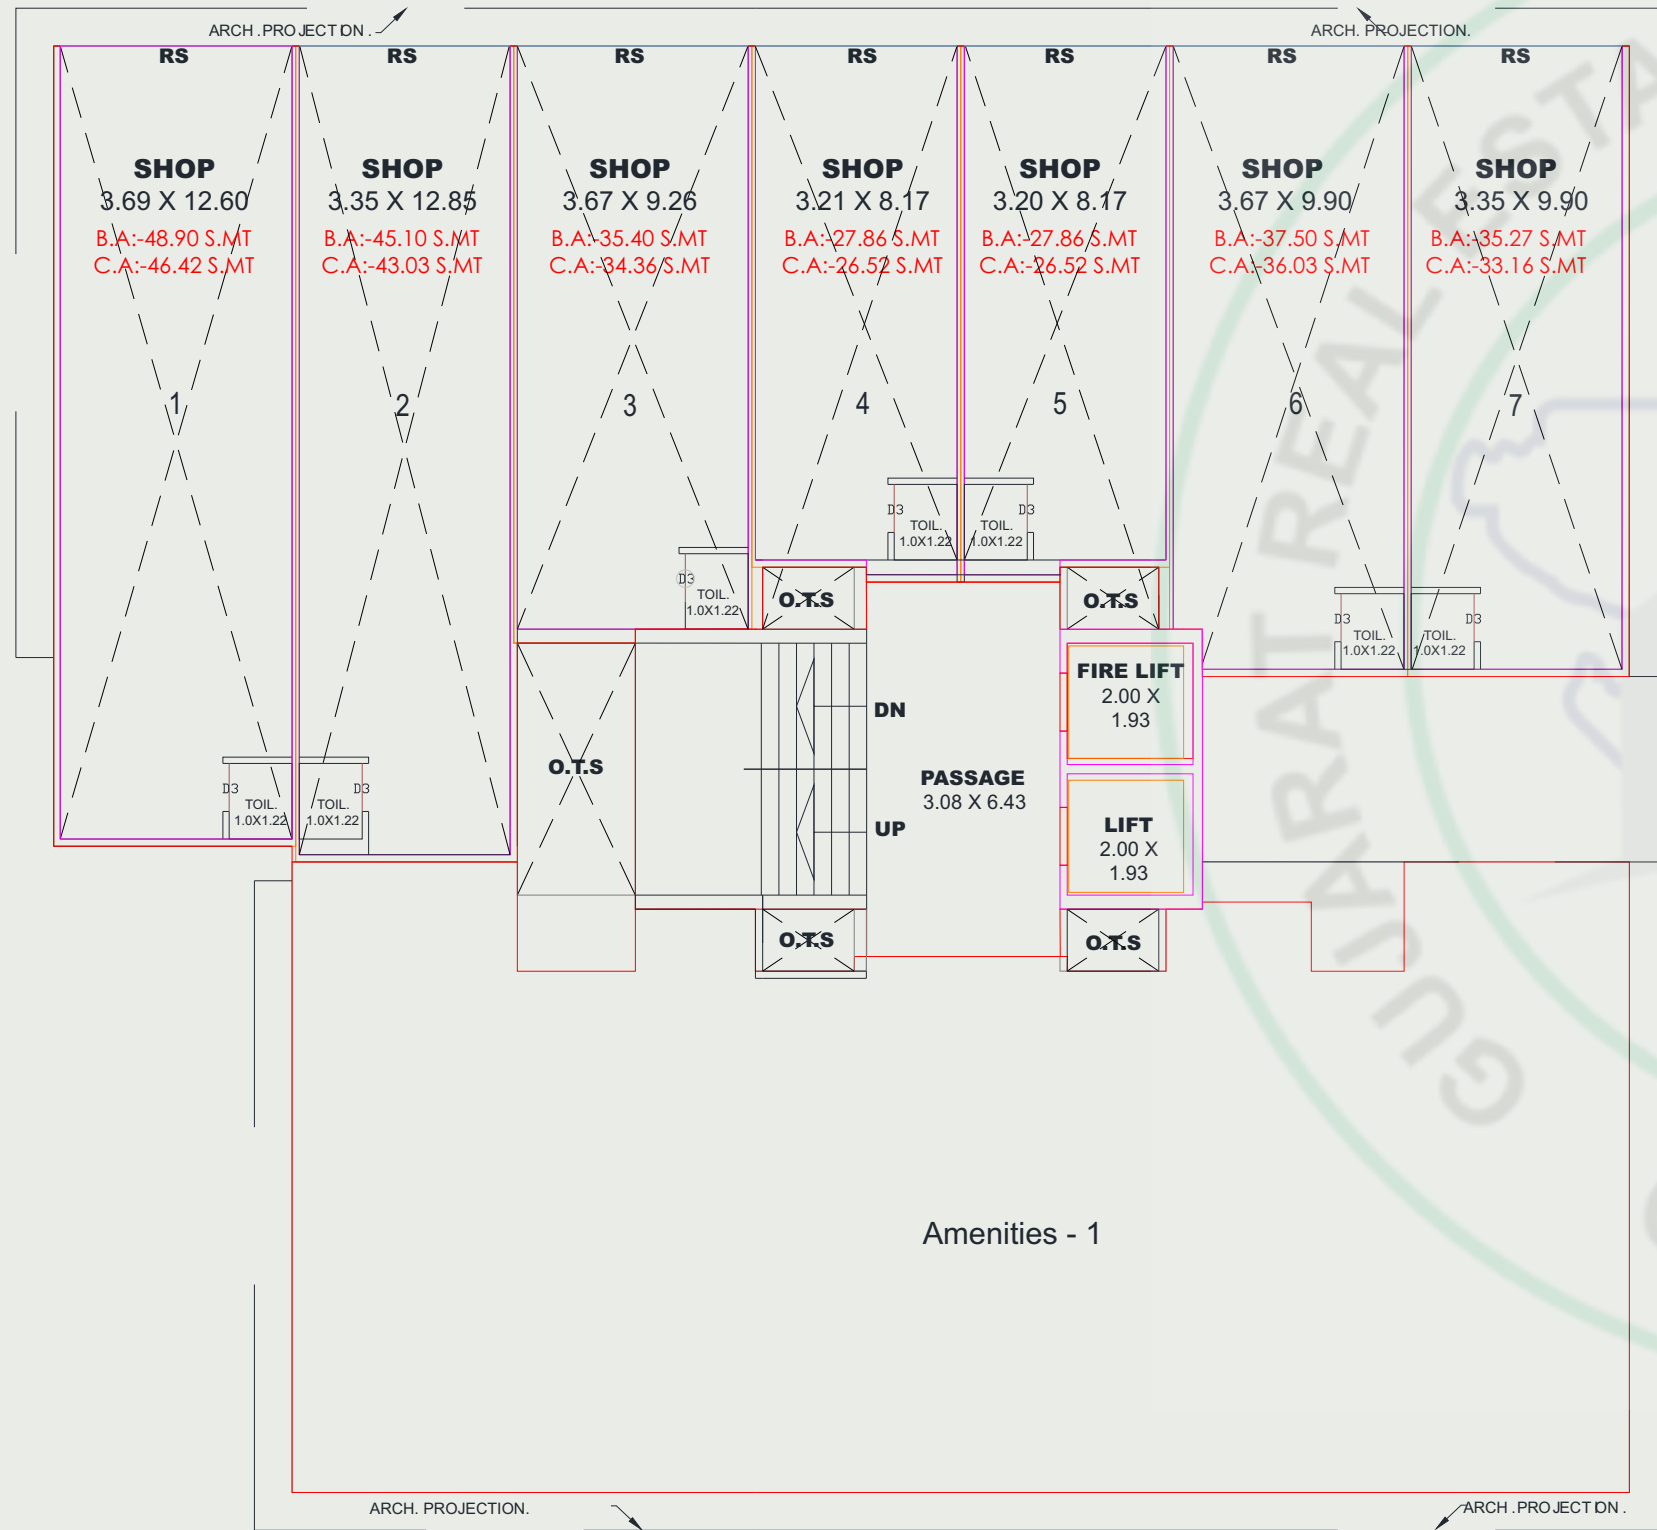 ARCH .PROJECTION .
ARCH. PROJECTION.
RS
RS
RS
RS
RS
RS
RS
SHOP
3.69 X 12.60
B.A:-48.90 S.MT
C.A:-46.42 S.MT
1
SHOP
3.35 X 12.85
B.A:-45.10 S.MT
C.A:-43.03 S.MT
2
SHOP
3.67 X 9.26
B.A:-35.40 S.MT
C.A:-34.36 S.MT
3
SHOP
3.21 X 8.17
B.A:-27.86 S.MT
C.A:-26.52 S.MT
4
SHOP
3.20 X 8.17
B.A:-27.86 S.MT
C.A:-26.52 S.MT
5
SHOP
3.67 X 9.90
B.A:-37.50 S.MT
C.A:-36.03 S.MT
6
SHOP
3.35 X 9.90
B.A:-35.27 S.MT
C.A:-33.16 S.MT
7
D3
TOIL.
1.0X1.22
D3
TOIL.
1.0X1.22
D3
TOIL.
1.0X1.22
D3
TOIL.
1.0X1.22
D3
TOIL.
1.0X1.22
D3
TOIL.
1.0X1.22
D3
TOIL.
1.0X1.22
O.T.S
O.T.S
O.T.S
DN
UP
PASSAGE
3.08 X 6.43
FIRE LIFT
2.00 X
1.93
LIFT
2.00 X
1.93
O.T.S
O.T.S
Amenities - 1
ARCH. PROJECTION.
ARCH .PROJECTION .
GUJARAT REAL